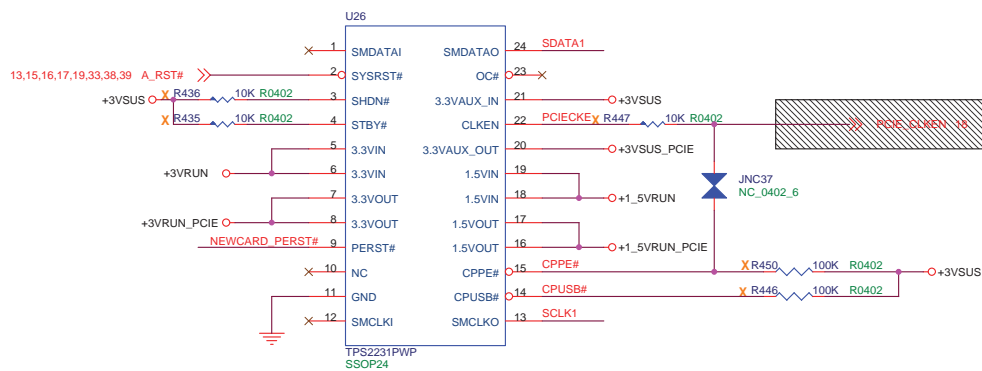 U26
1 SMDATAI SMDATAO 24 SDATA1
13,15,16,17,19,33,38,39 A_RST# 2 SYSRST# OC# 23
+3VSUS X R436 10K R0402 3 SHDN# 3.3VAUX_IN 21 +3VSUS
X R435 10K R0402 4 STBY# CLKEN 22 PCIECKE X R447 10K R0402 PCIE_CLKEN 18
5 3.3VIN 3.3VAUX_OUT 20 +3VSUS_PCIE
+3VRUN 6 3.3VIN 1.5VIN 19
JNC37
NC_0402_6
7 3.3VOUT 1.5VIN 18 +1_5VRUN
+3VRUN_PCIE 8 3.3VOUT 1.5VOUT 17
NEWCARD_PERST# 9 PERST# 1.5VOUT 16 +1_5VRUN_PCIE
10 NC CPPE# 15 CPPE# X R450 100K R0402 +3VSUS
11 GND CPUSB# 14 CPUSB# X R446 100K R0402
12 SMCLKI SMCLKO 13 SCLK1
TPS2231PWP
SSOP24